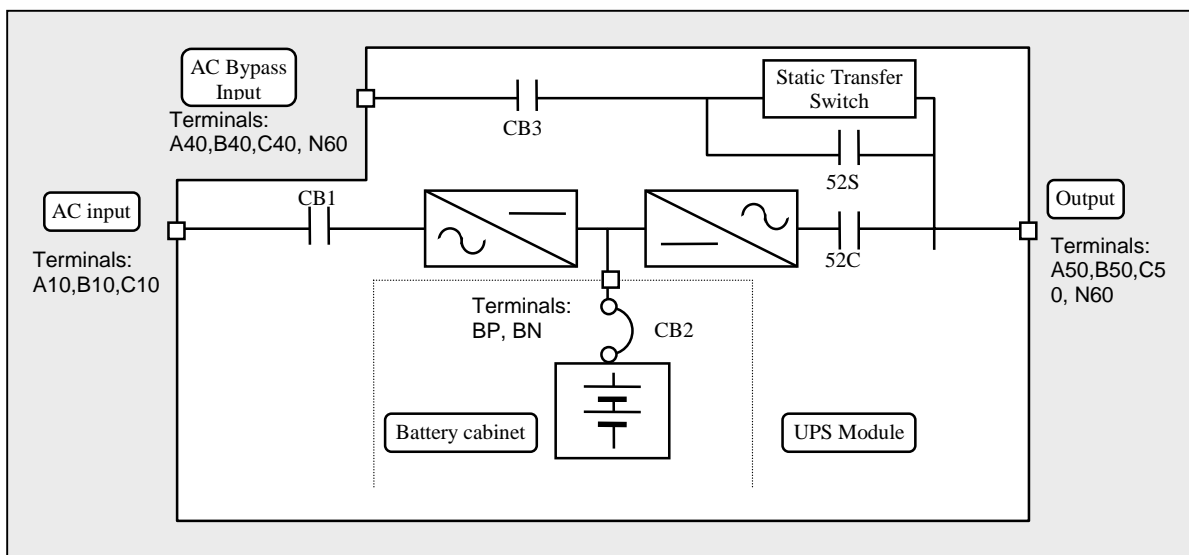 AC Bypass
Input
Static Transfer
Switch
Terminals:
A40,B40,C40, N60
CB3
52S
AC input
CB1
Output
52C
Terminals:
A10,B10,C10
Terminals:
A50,B50,C5
0, N60
Terminals:
BP, BN
CB2
Battery cabinet
UPS Module